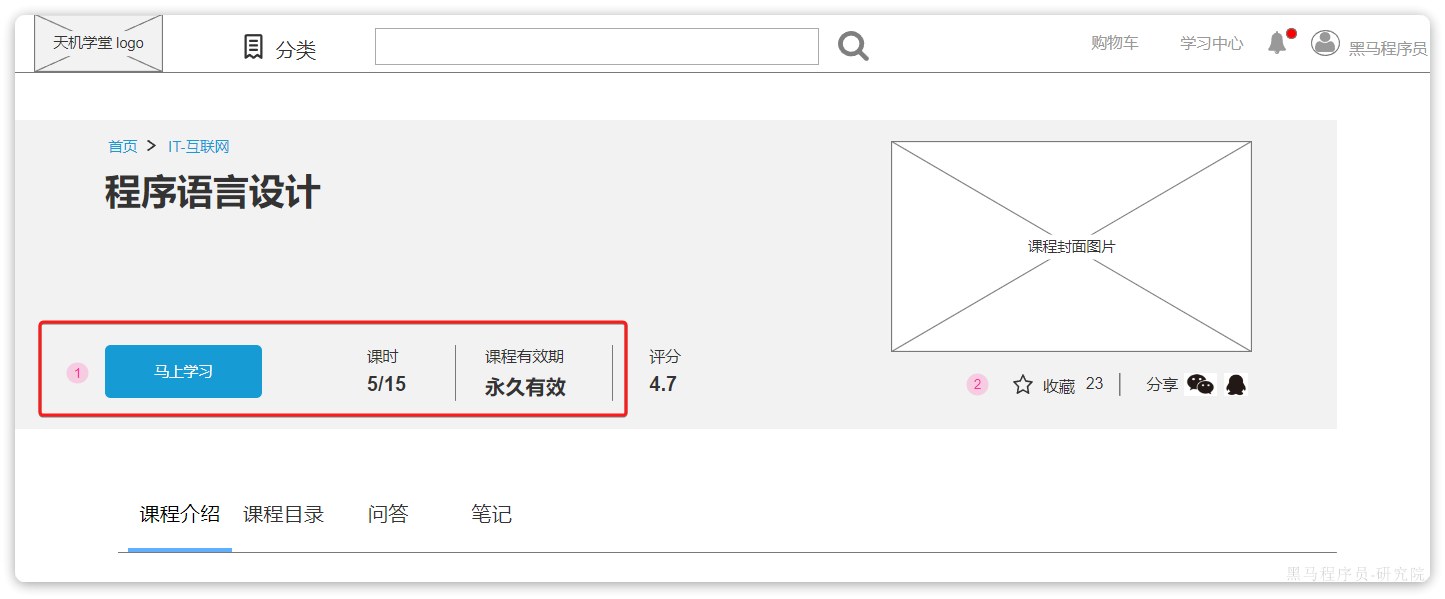 天机学堂 logo
分类
购物车
学习中心
黑马程序员
首页 > IT-互联网
程序语言设计
课程封面图片
1
马上学习
课时
5/15
课程有效期
永久有效
评分
4.7
2
收藏 23
分享
课程介绍 课程目录 问答 笔记
黑马程序员-研究院